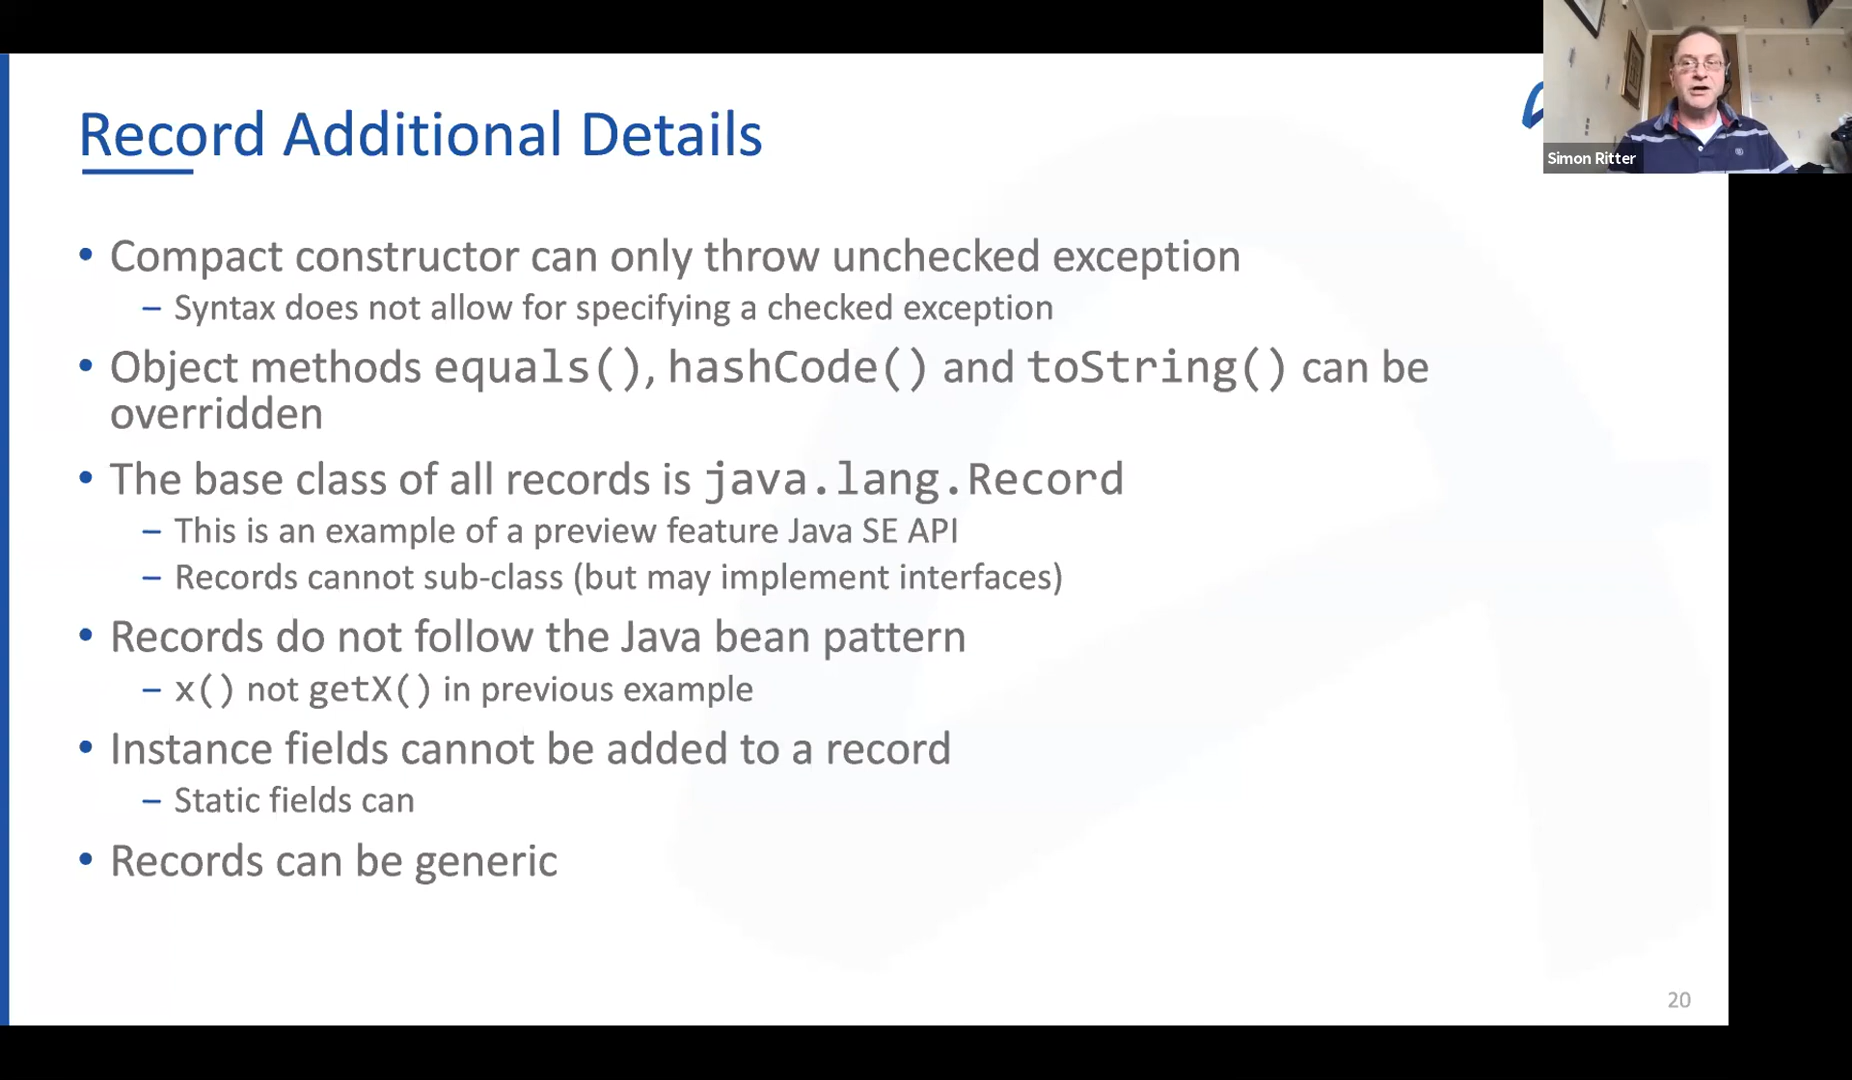 Simon Ritter
Record Additional Details
• Compact constructor can only throw unchecked exception
– Syntax does not allow for specifying a checked exception
• Object methods equals(), hashCode() and toString() can be
overridden
• The base class of all records is java.lang.Record
– This is an example of a preview feature Java SE API
– Records cannot sub-class (but may implement interfaces)
• Records do not follow the Java bean pattern
– x() not getX() in previous example
• Instance fields cannot be added to a record
– Static fields can
• Records can be generic
20